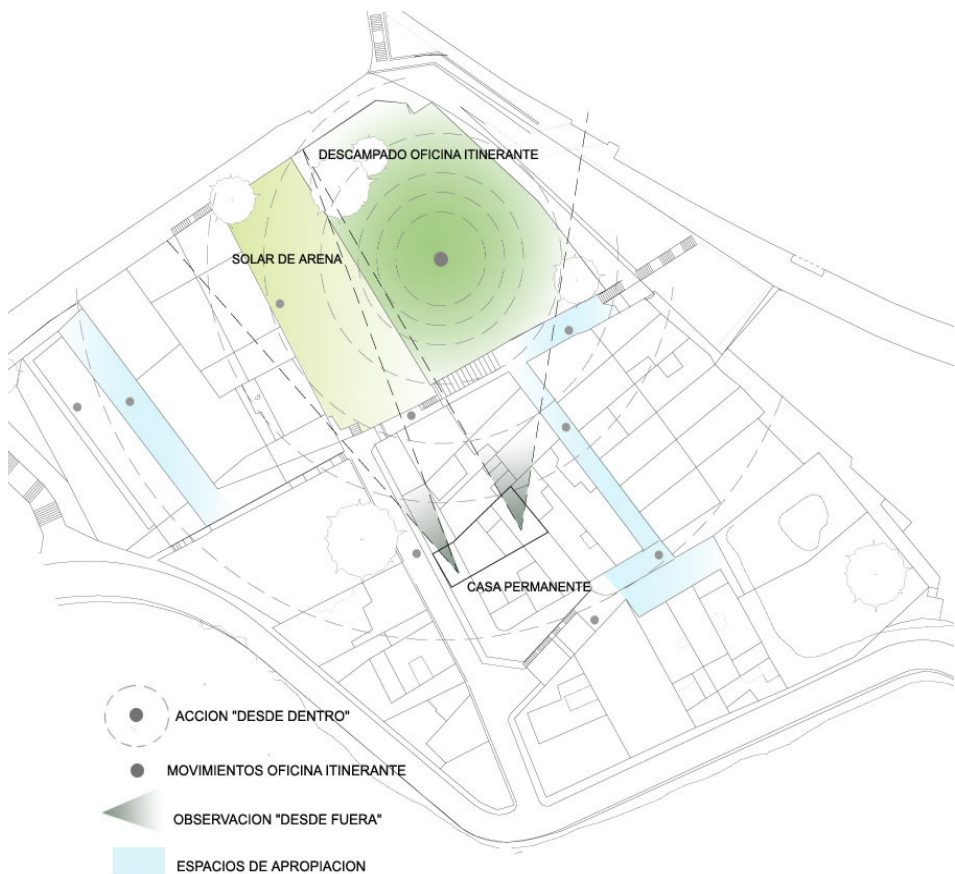 DESCAMPADO OFICINA ITINERANTE
SOLAR DE ARENA
CASA PERMANENTE
ACCION "DESDE DENTRO"
MOVIMIENTOS OFICINA ITINERANTE
OBSERVACION "DESDE FUERA"
ESPACIOS DE APROPIACION